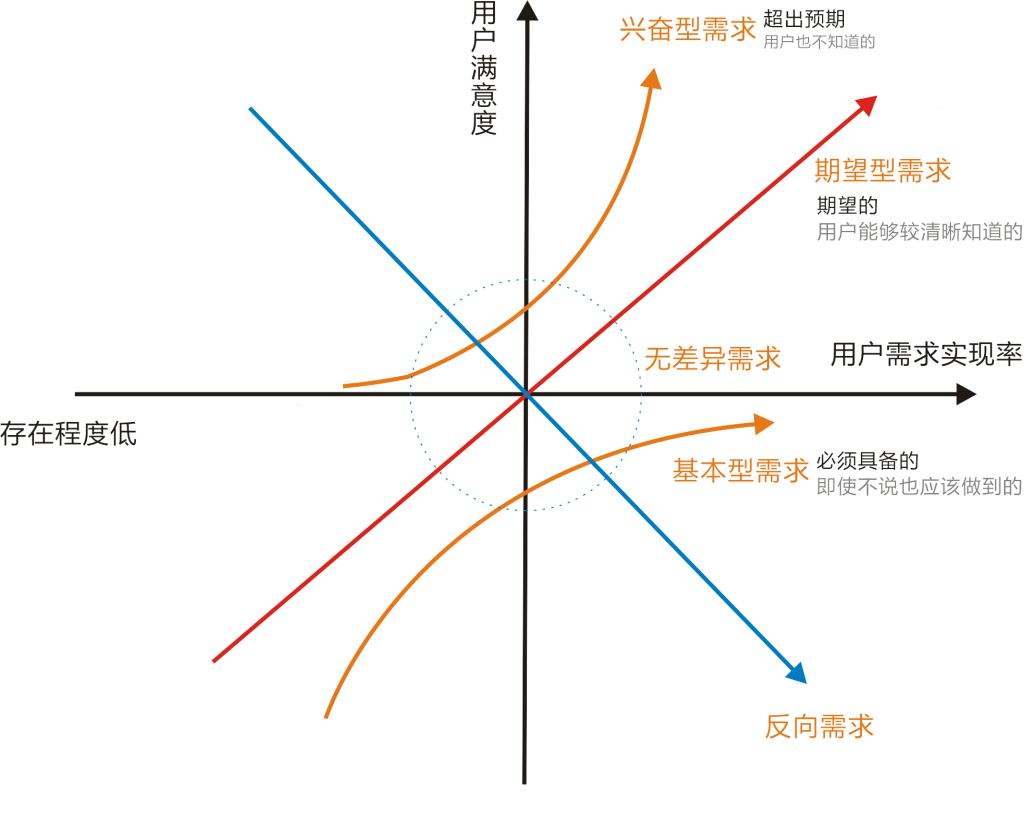 用户满意度
兴奋型需求
超出预期
用户也不知道的
期望型需求
期望的
用户能够较清晰知道的
无差异需求
用户需求实现率
存在程度低
基本型需求
必须具备的
即使不说也应该做到的
反向需求